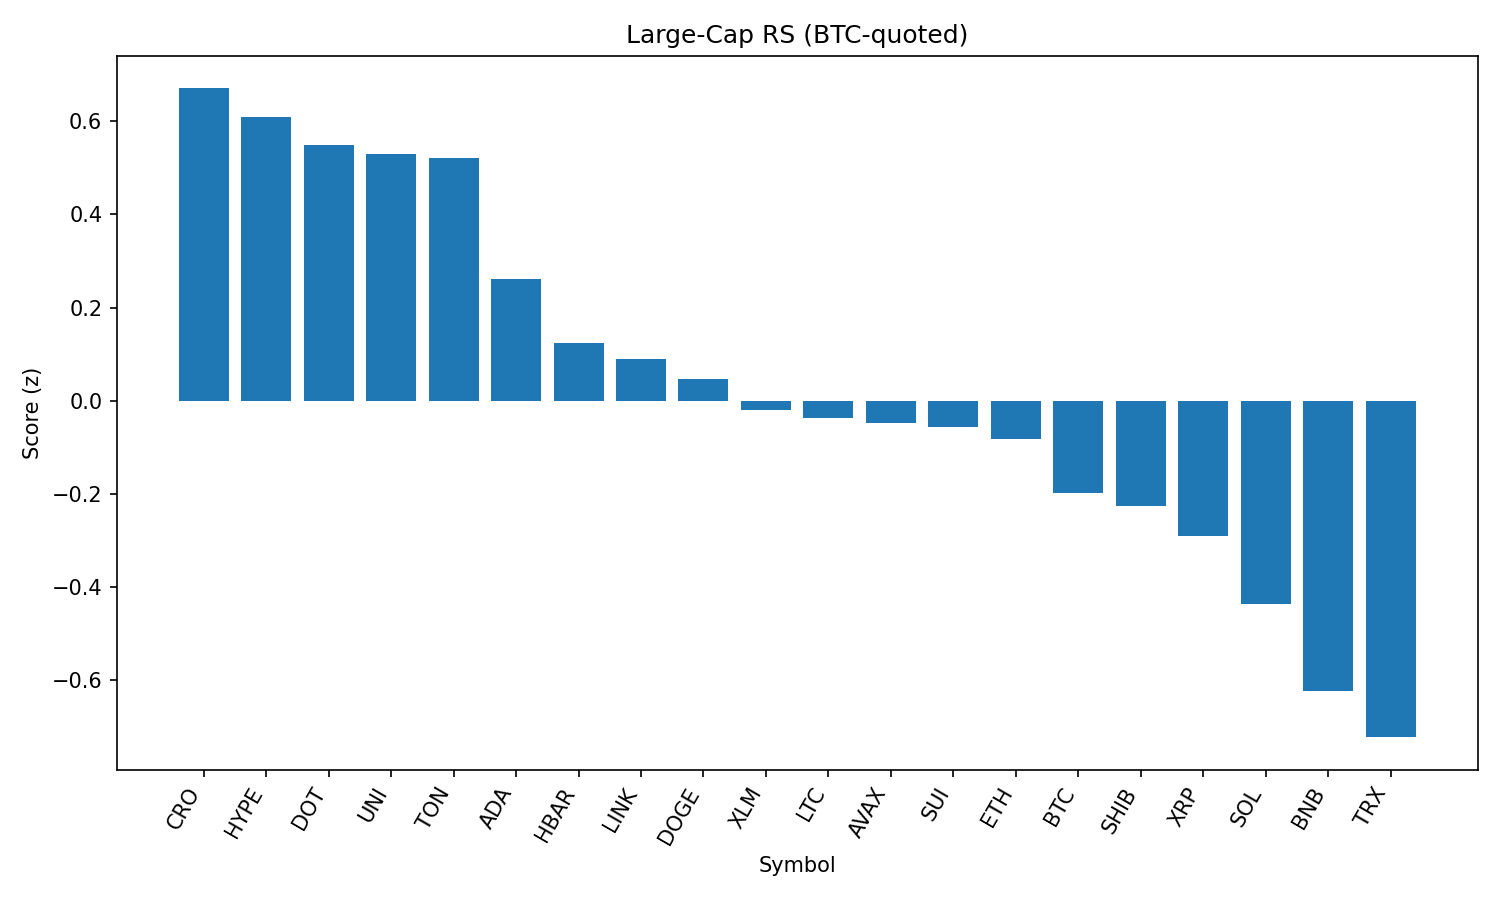 Large-Cap RS (BTC-quoted)
Score (z)
0.6
0.4
0.2
0.0
−0.2
−0.4
−0.6
CRO
HYPE
DOT
UNI
TON
ADA
HBAR
LINK
DOGE
XLM
LTC
AVAX
SUI
ETH
BTC
SHIB
XRP
SOL
BNB
TRX
Symbol